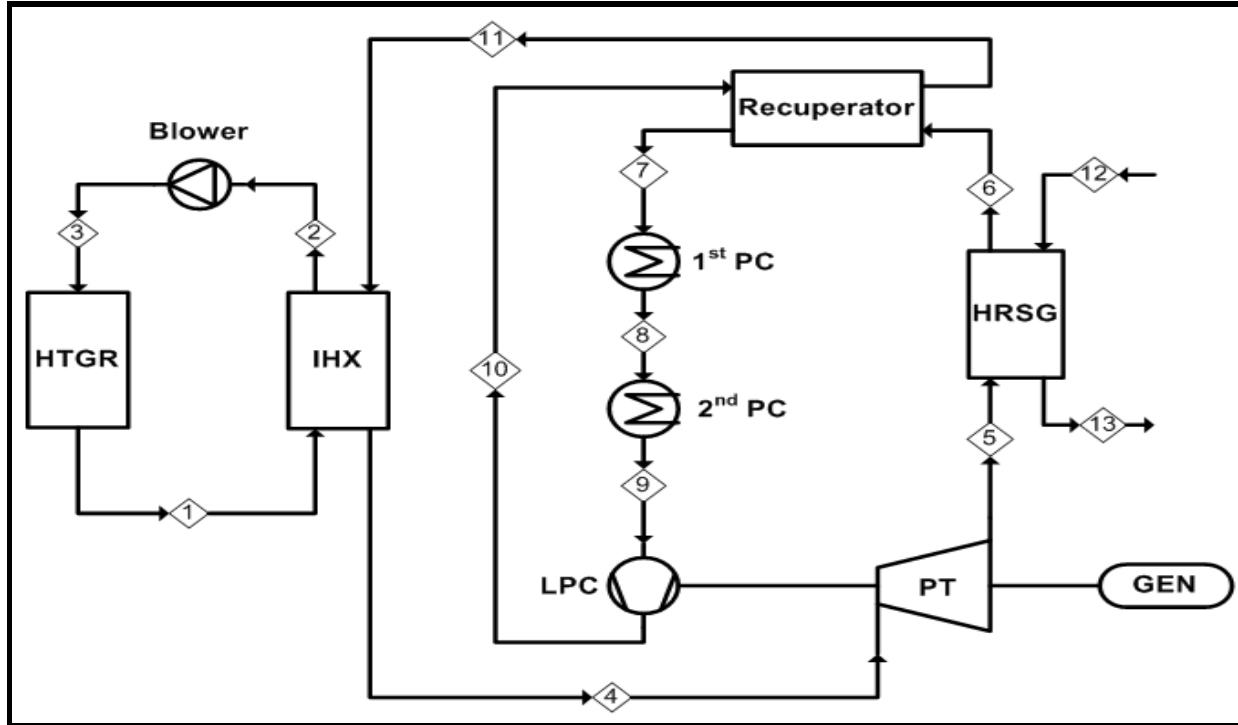 11
Recuperator
Blower
7
6
12
3
2
1st PC
HTGR
IHX
8
HRSG
10
2nd PC
5
13
9
1
LPC
PT
GEN
4